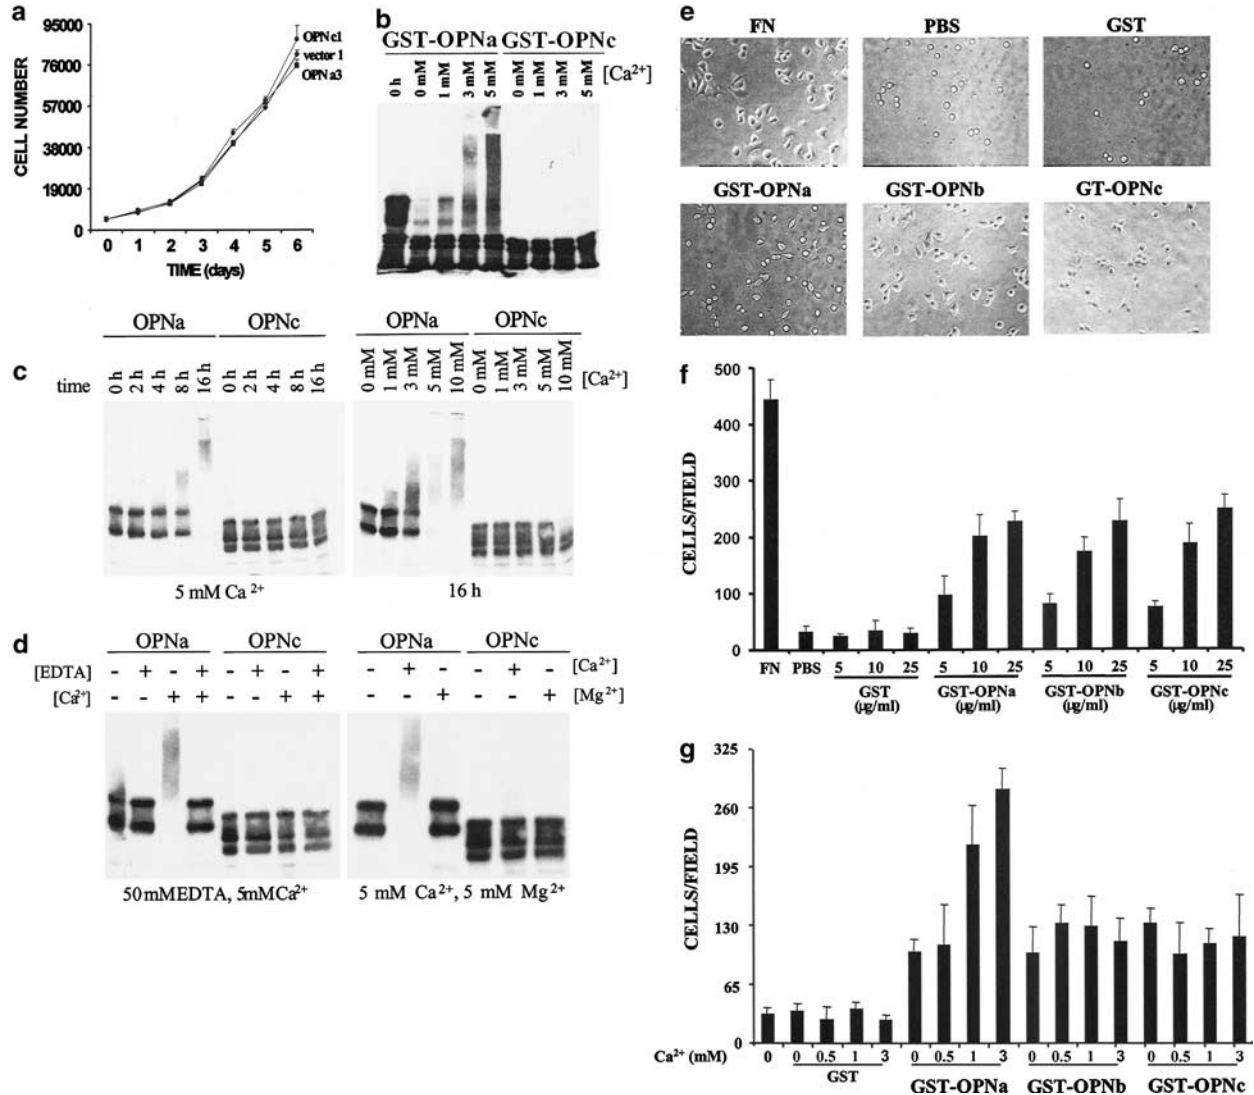 a
95000
76000
57000
38000
19000
0
CELL NUMBER
0 1 2 3 4 5 6
TIME (days)
OPNc1
vector 1
OPN a3
b
GST-OPNa GST-OPNc
0 h 0 mM 1 mM 3 mM 5 mM 0 mM 1 mM 3 mM 5 mM [Ca²⁺]
c
OPNa OPNc
time 0 h 2 h 4 h 8 h 16 h 0 h 2 h 4 h 8 h 16 h
5 mM Ca ²⁺
OPNa OPNc
0 mM 1 mM 3 mM 5 mM 10 mM 0 mM 1 mM 3 mM 5 mM 10 mM [Ca²⁺]
16 h
d
OPNa OPNc
[EDTA] - + - + - + - +
[Ca²⁺] - - + + - - + +
50 mM EDTA, 5mM Ca²⁺
OPNa OPNc
- + - - + - [Ca²⁺]
- - + - - + [Mg²⁺]
5 mM Ca²⁺, 5 mM Mg²⁺
e
FN PBS GST
GST-OPNa GST-OPNb GT-OPNc
f
500
400
300
200
100
0
CELLS/FIELD
FN PBS 5 10 25 5 10 25 5 10 25 5 10 25
GST GST-OPNa GST-OPNb GST-OPNc
(µg/ml) (µg/ml) (µg/ml) (µg/ml)
g
325
260
195
130
65
0
CELLS/FIELD
Ca²⁺ (mM) 0 0 0.5 1 3 0 0.5 1 3 0 0.5 1 3 0 0.5 1 3
GST GST-OPNa GST-OPNb GST-OPNc